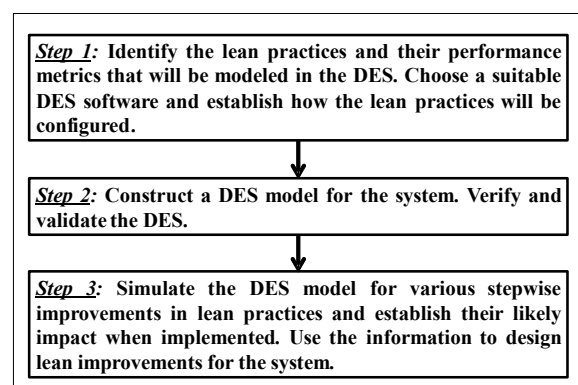 Step 1: Identify the lean practices and their performance
metrics that will be modeled in the DES. Choose a suitable
DES software and establish how the lean practices will be
configured.
Step 2: Construct a DES model for the system. Verify and
validate the DES.
Step 3: Simulate the DES model for various stepwise
improvements in lean practices and establish their likely
impact when implemented. Use the information to design
lean improvements for the system.